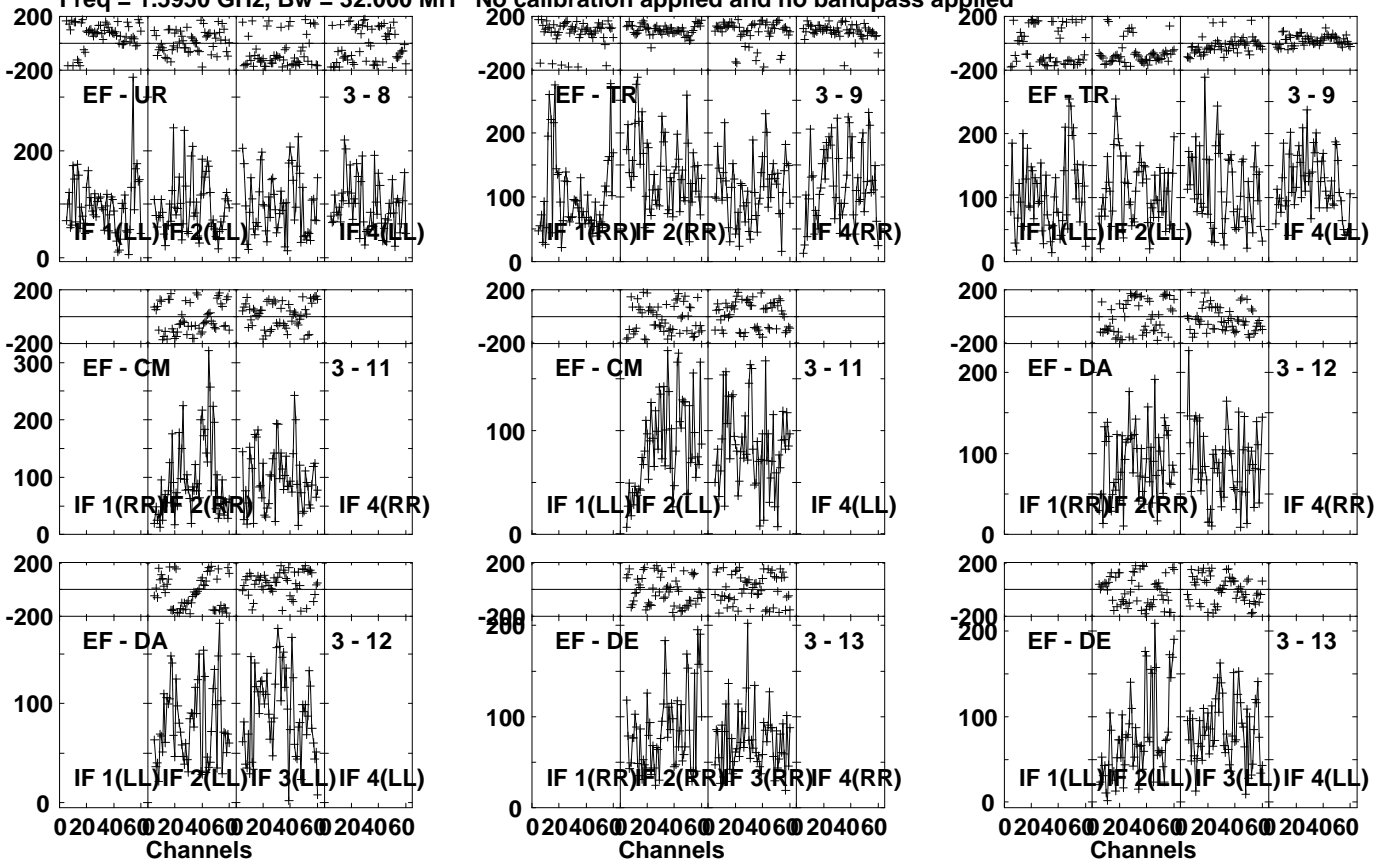 Freq = 1.5950 GHz, Bw = 32.000 MH No calibration applied and no bandpass applied
200 200 200
-200 -200 -200
EF - UR 3 - 8 EF - TR 3 - 9 EF - TR 3 - 9
200 200 200
100 100
IF 1(LL) IF 2(LL) IF 4(LL) IF 1(RR) IF 2(RR) IF 4(RR) IF 1(LL) IF 2(LL) IF 4(LL)
0 0 0
200 200 200
-200 -200 -200
300 EF - CM 3 - 11 EF - CM 3 - 11 EF - DA 3 - 12
200 100 200
100 100
IF 1(RR) IF 2(RR) IF 4(RR) IF 1(LL) IF 2(LL) IF 4(LL) IF 1(RR) IF 2(RR) IF 4(RR)
0 0 0
200 200 200
-200 -200 -200
EF - DA 3 - 12 200 EF - DE 3 - 13 200 EF - DE 3 - 13
100 100 100
IF 1(LL) IF 2(LL) IF 3(LL) IF 4(LL) IF 1(RR) IF 2(RR) IF 3(RR) IF 4(RR) IF 1(LL) IF 2(LL) IF 3(LL) IF 4(LL)
0 0 0
0 20 40 60 0 20 40 60 0 20 40 60 0 20 40 60 0 20 40 60 0 20 40 60 0 20 40 60 0 20 40 60 0 20 40 60 0 20 40 60 0 20 40 60 0 20 40 60
Channels Channels Channels